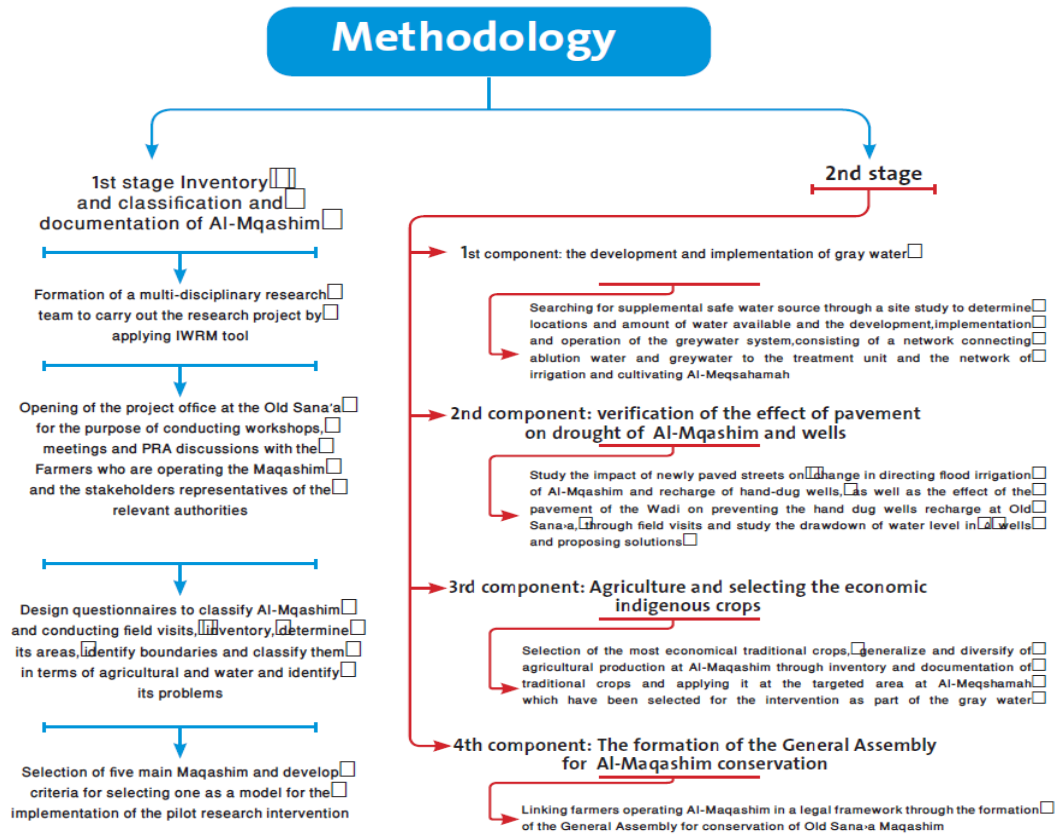 Methodology
1st stage Inventory
and classification and
documentation of Al-Mqashim
Formation of a multi-disciplinary research
team to carry out the research project by
applying IWRM tool
Opening of the project office at the Old Sana'a
for the purpose of conducting workshops,
meetings and PRA discussions with the
Farmers who are operating the Maqashim
and the stakeholders representatives of the
relevant authorities
Design questionnaires to classify Al-Mqashim
and conducting field visits, inventory, determine
its areas, identify boundaries and classify them
in terms of agricultural and water and identify
its problems
Selection of five main Maqashim and develop
criteria for selecting one as a model for the
implementation of the pilot research intervention
2nd stage
1st component: the development and implementation of gray water
Searching for supplemental safe water source through a site study to determine
locations and amount of water available and the development,implementation
and operation of the greywater system,consisting of a network connecting
ablution water and greywater to the treatment unit and the network of
irrigation and cultivating Al-Meqsahamah
2nd component: verification of the effect of pavement
on drought of Al-Mqashim and wells
Study the impact of newly paved streets on change in directing flood irrigation
of Al-Mqashim and recharge of hand-dug wells, as well as the effect of the
pavement of the Wadi on preventing the hand dug wells recharge at Old
Sana›a, through field visits and study the drawdown of water level in wells
and proposing solutions
3rd component: Agriculture and selecting the economic
indigenous crops
Selection of the most economical traditional crops, generalize and diversify of
agricultural production at Al-Mqashim through inventory and documentation of
traditional crops and applying it at the targeted area at Al-Meqshamah
which have been selected for the intervention as part of the gray water
4th component: The formation of the General Assembly
for Al-Maqashim conservation
Linking farmers operating Al-Maqashim in a legal framework through the formation
of the General Assembly for conservation of Old Sana›a Maqashim